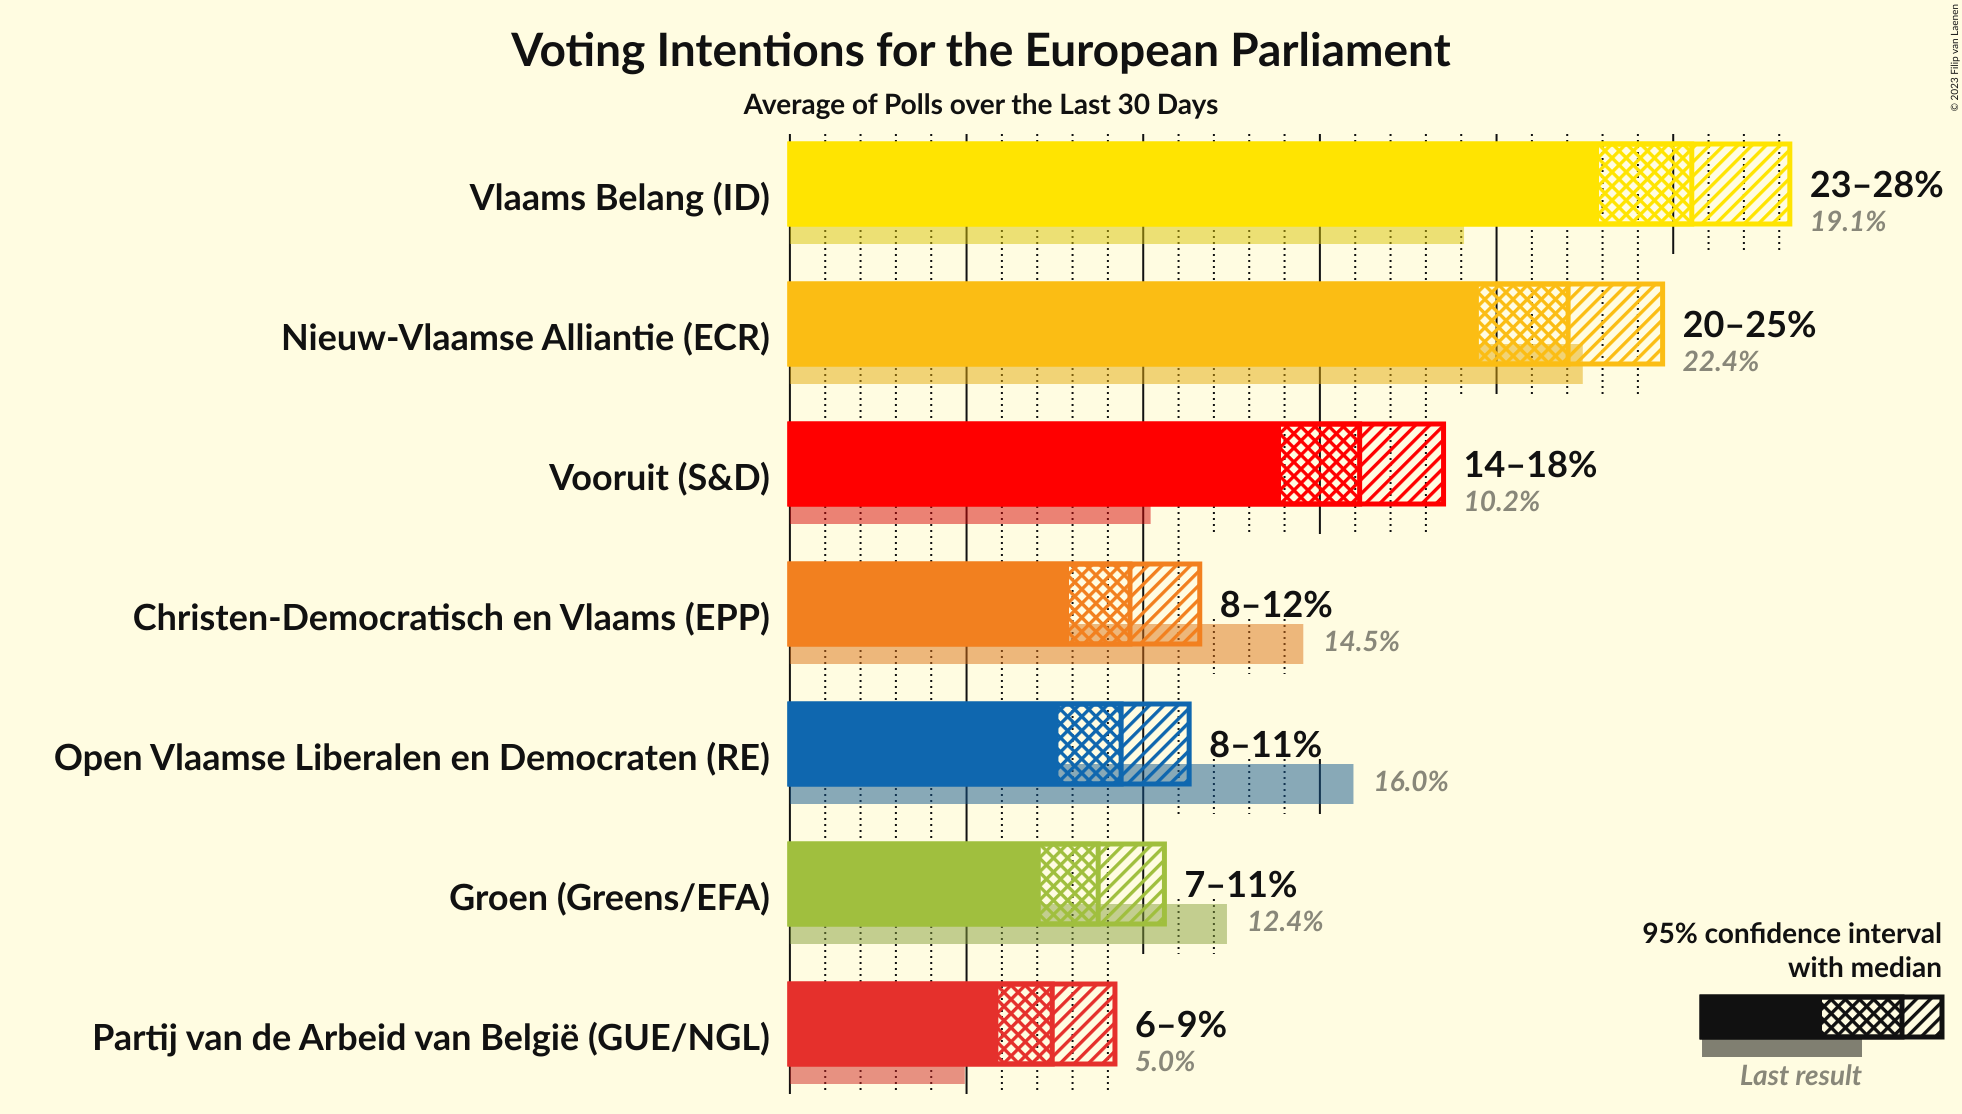 Voting Intentions for the European Parliament
Average of Polls over the Last 30 Days
© 2023 Filip van Laenen
Vlaams Belang (ID)
23–28%
19.1%
Nieuw-Vlaamse Alliantie (ECR)
20–25%
22.4%
Vooruit (S&D)
14–18%
10.2%
Christen-Democratisch en Vlaams (EPP)
8–12%
14.5%
Open Vlaamse Liberalen en Democraten (RE)
8–11%
16.0%
Groen (Greens/EFA)
7–11%
12.4%
Partij van de Arbeid van België (GUE/NGL)
6–9%
5.0%
95% confidence interval
with median
Last result